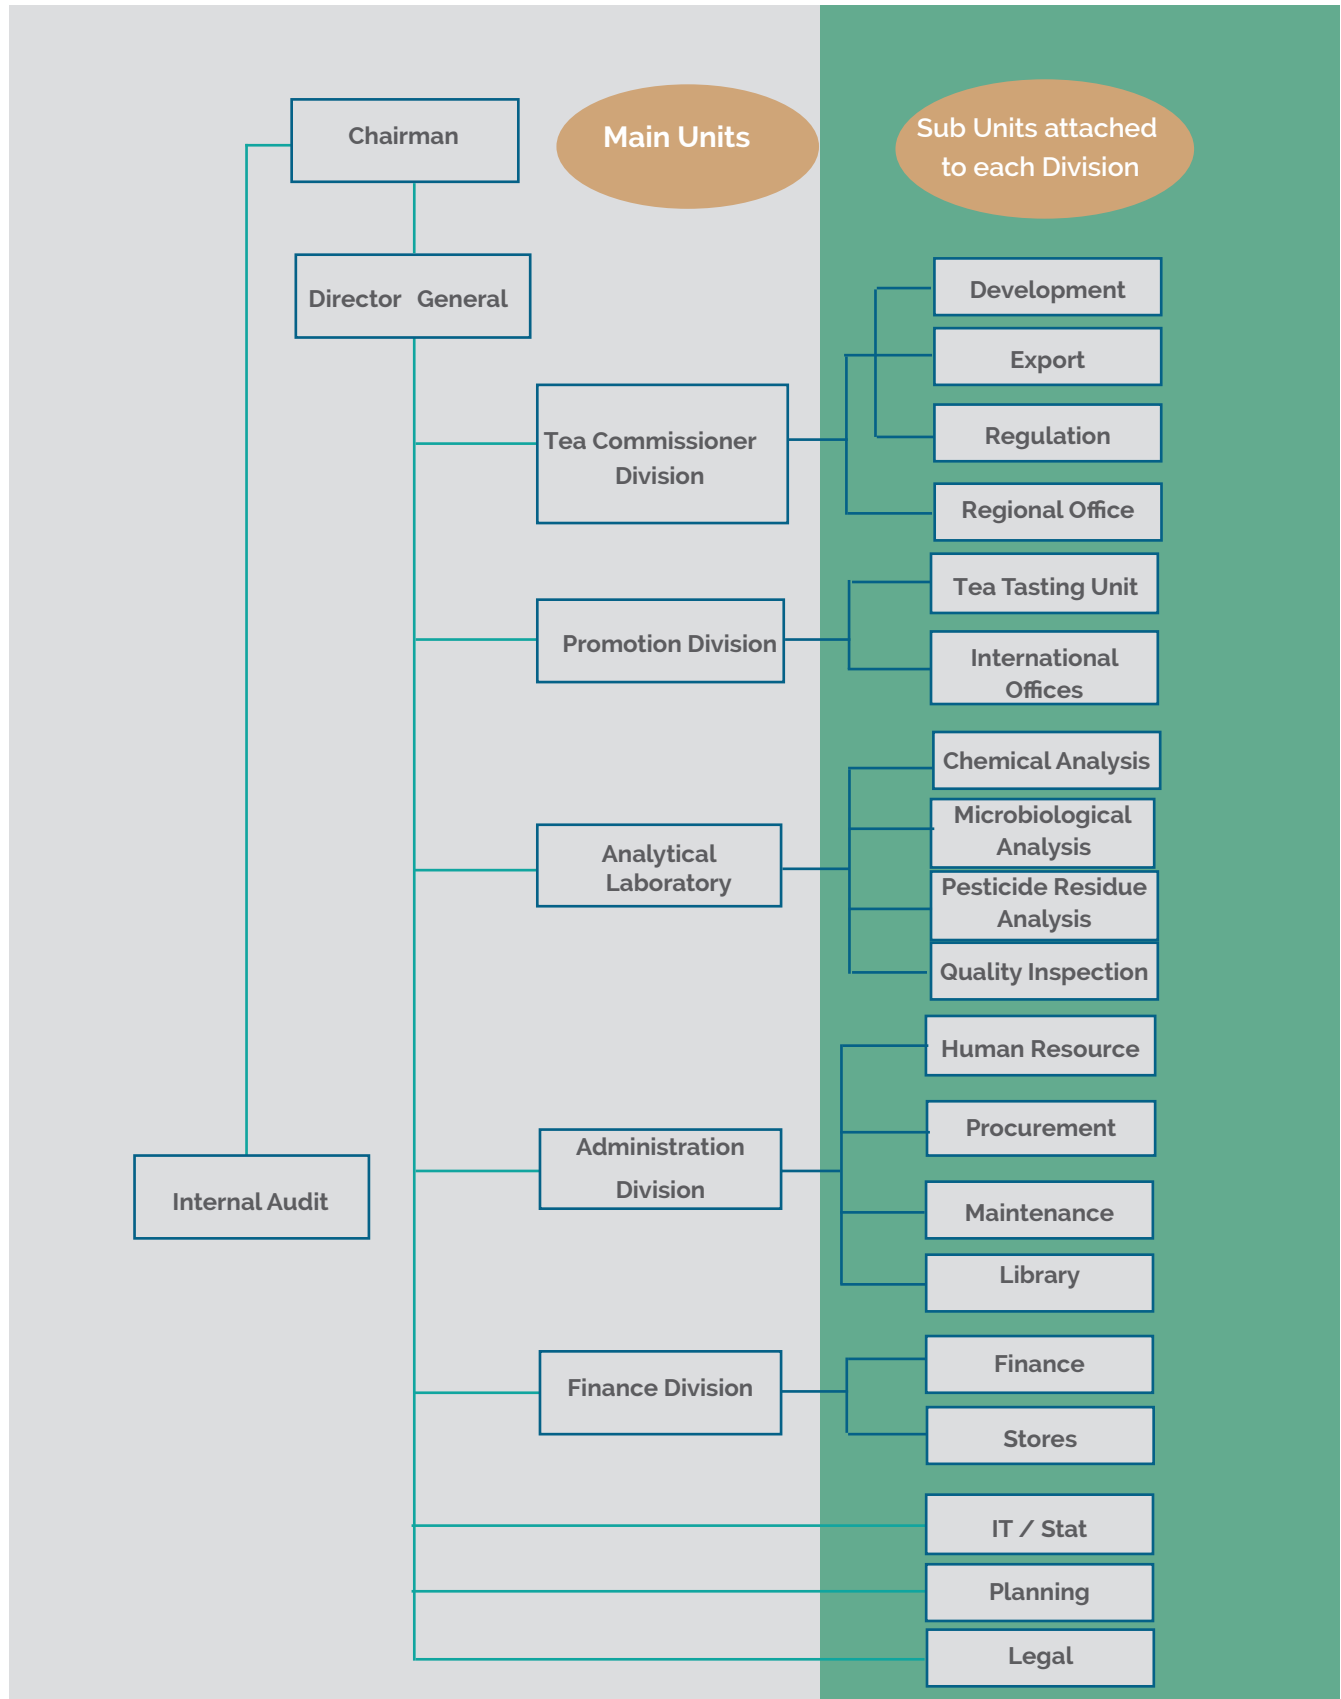 Chairman
Main Units
Sub Units attached
to each Division
Director General
Development
Export
Tea Commissioner
Division
Regulation
Regional Office
Promotion Division
Tea Tasting Unit
International
Offices
Analytical
Laboratory
Chemical Analysis
Microbiological
Analysis
Pesticide Residue
Analysis
Quality Inspection
Internal Audit
Administration
Division
Human Resource
Procurement
Maintenance
Library
Finance Division
Finance
Stores
IT / Stat
Planning
Legal